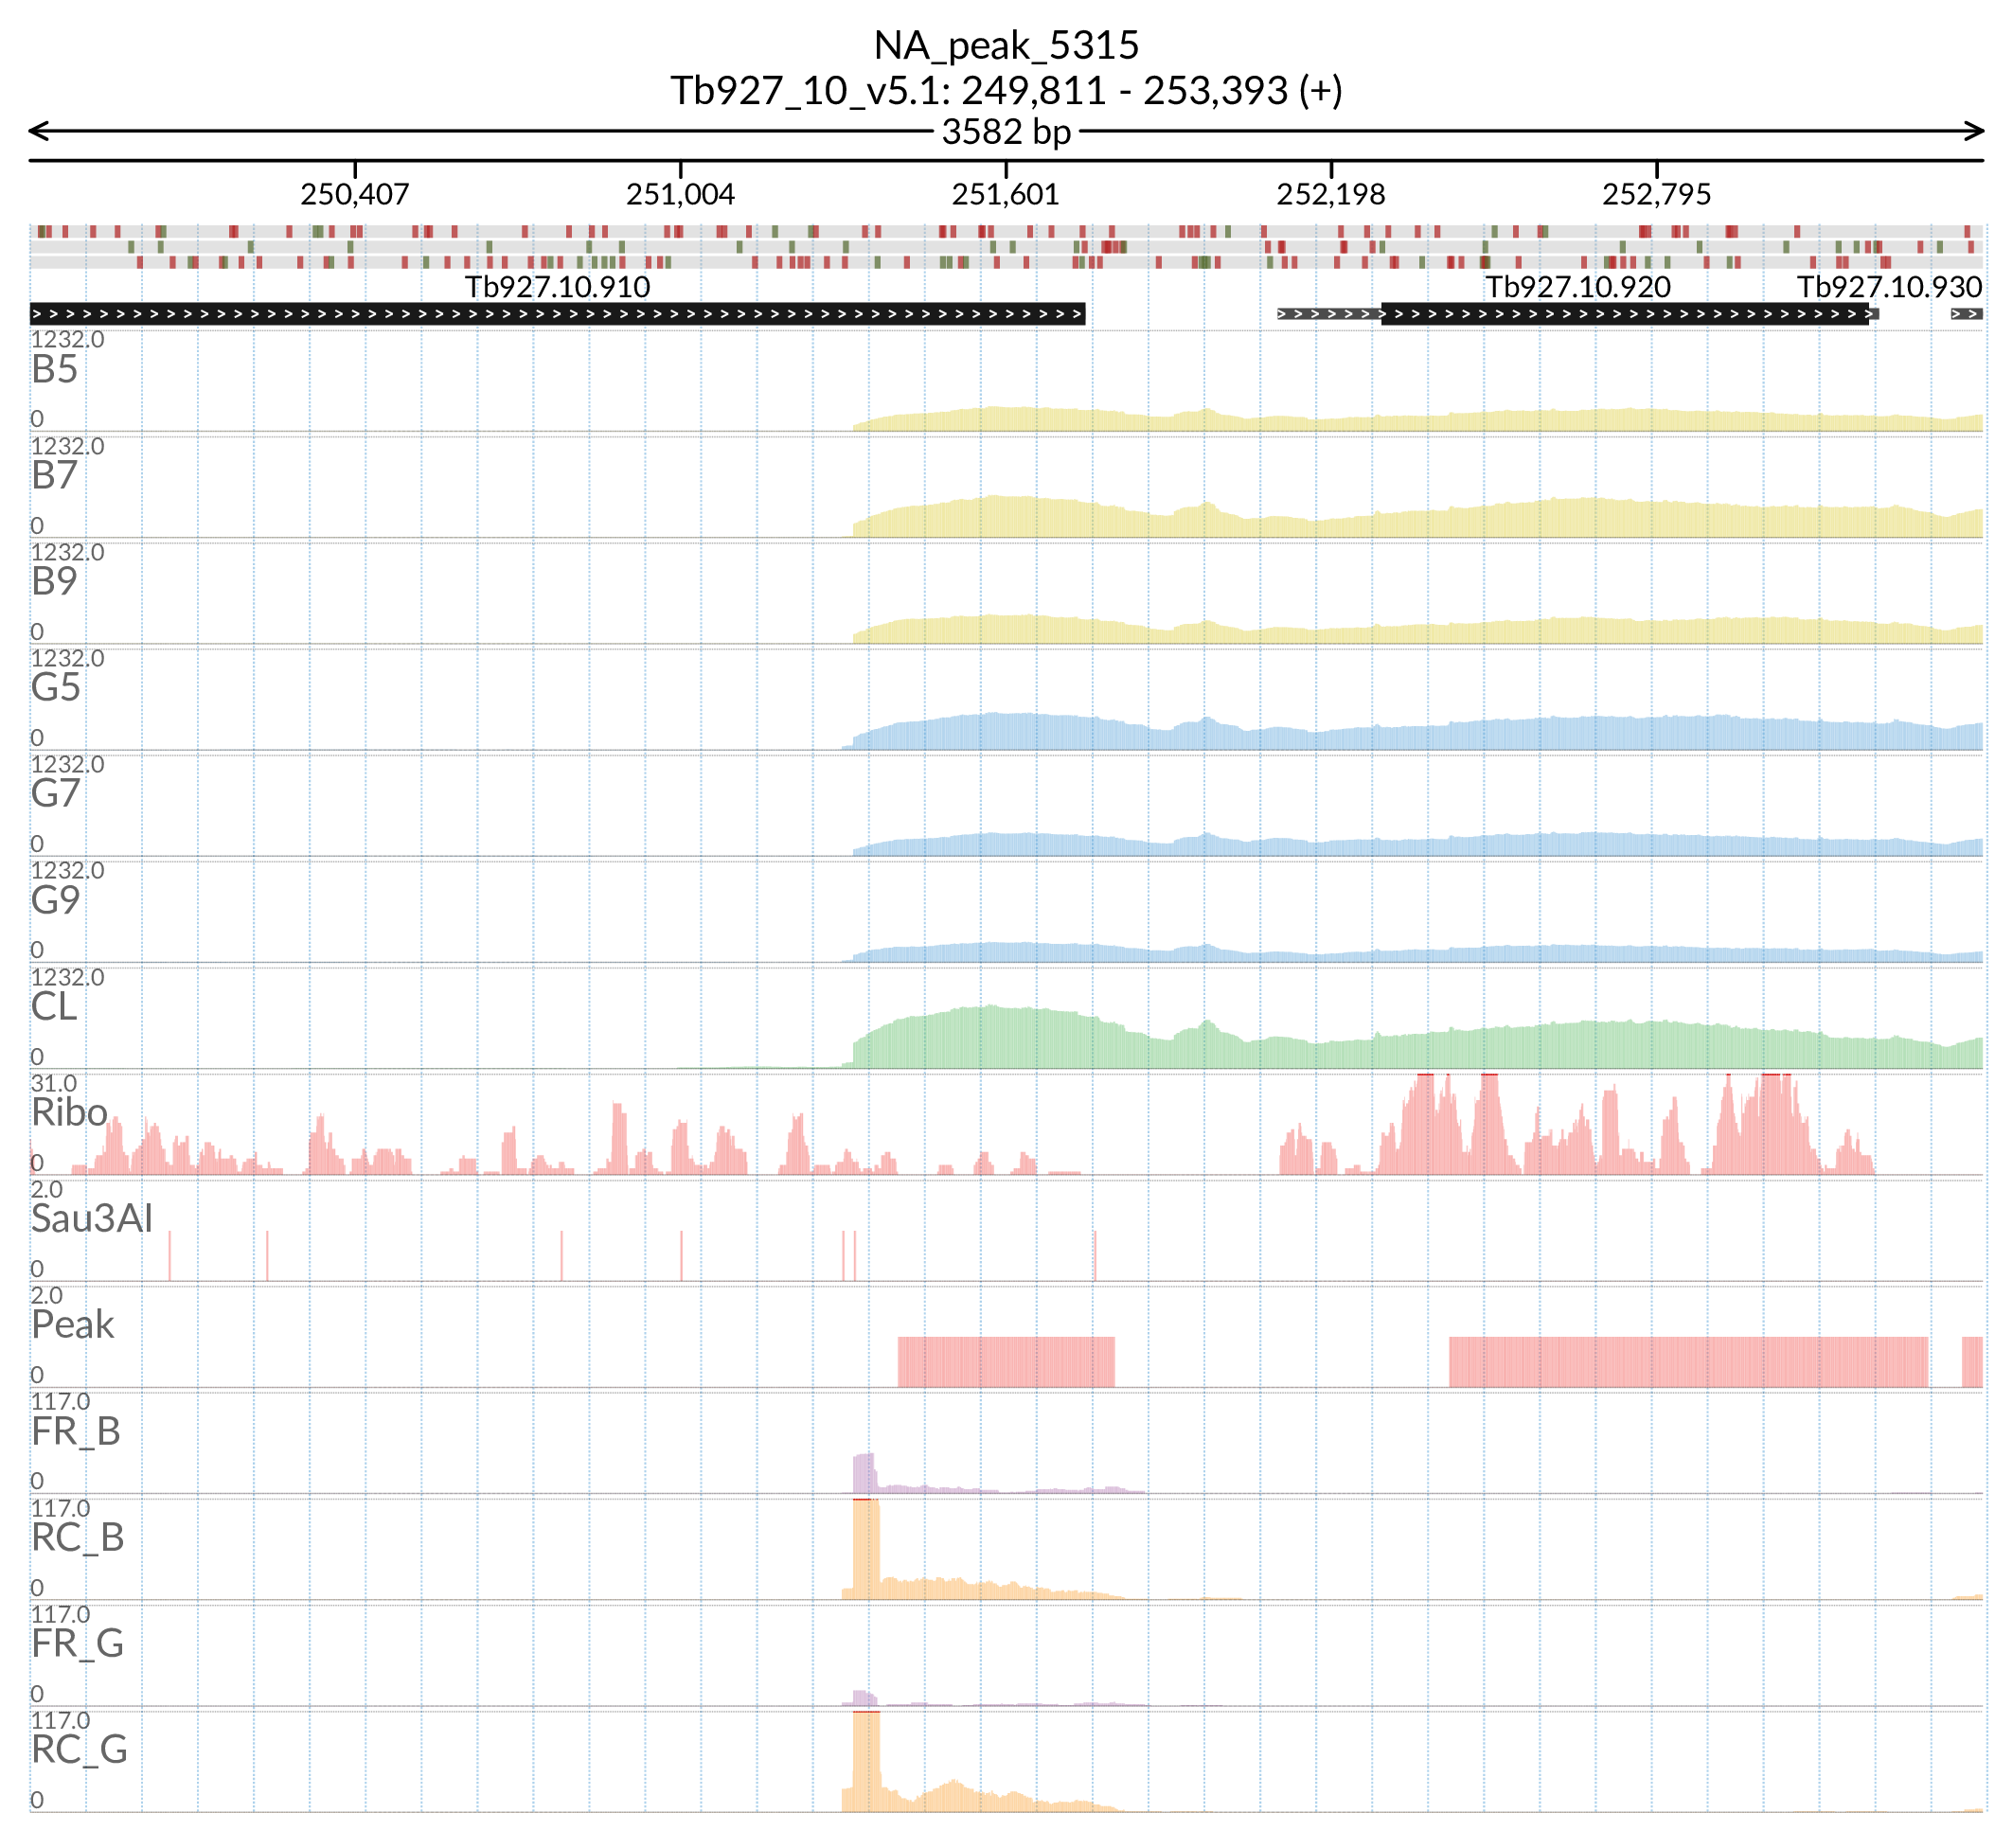 NA_peak_5315
Tb927_10_v5.1: 249,811 - 253,393 (+)
3582 bp
250,407 251,004 251,601 252,198 252,795
Tb927.10.910 Tb927.10.920 Tb927.10.930
1232.0
B5
0
1232.0
B7
0
1232.0
B9
0
1232.0
G5
0
1232.0
G7
0
1232.0
G9
0
1232.0
CL
0
31.0
Ribo
0
2.0
Sau3AI
0
2.0
Peak
0
117.0
FR_B
0
117.0
RC_B
0
117.0
FR_G
0
117.0
RC_G
0